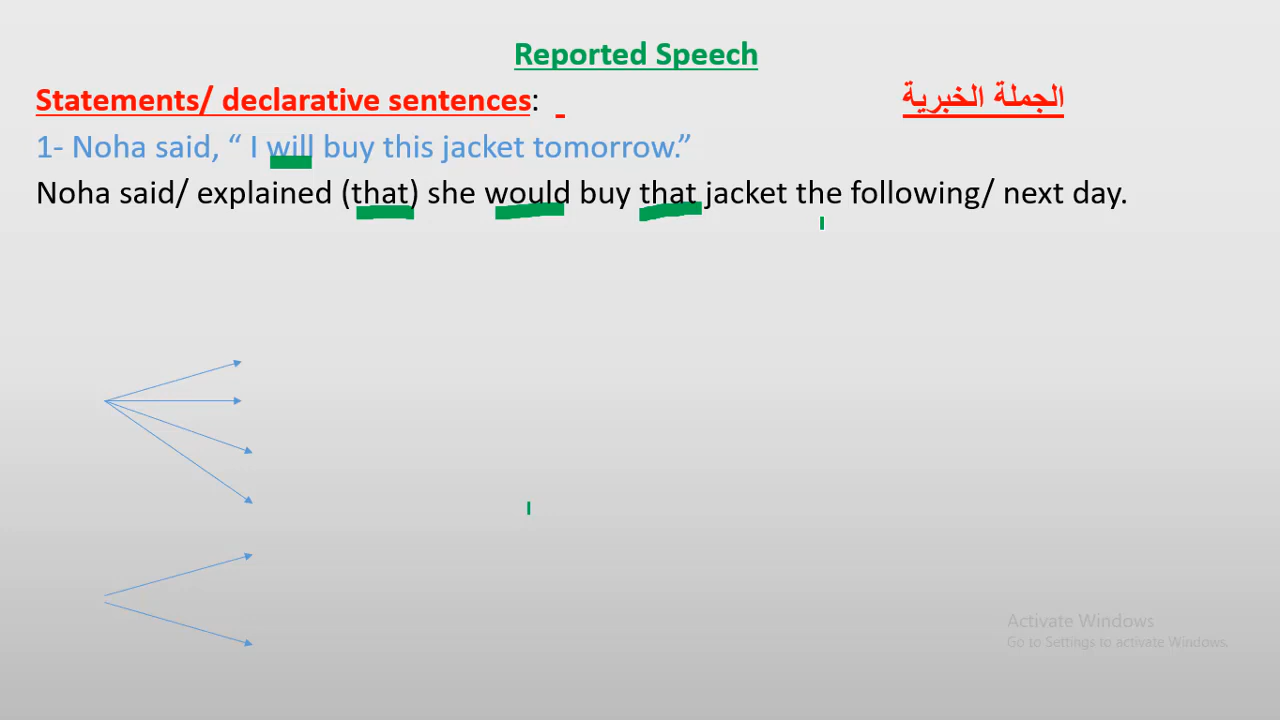 Reported Speech
Statements/ declarative sentences: الجملة الخبرية
1- Noha said, “ I will buy this jacket tomorrow.”
Noha said/ explained (that) she would buy that jacket the following/ next day.
Activate Windows
Go to Settings to activate Windows.